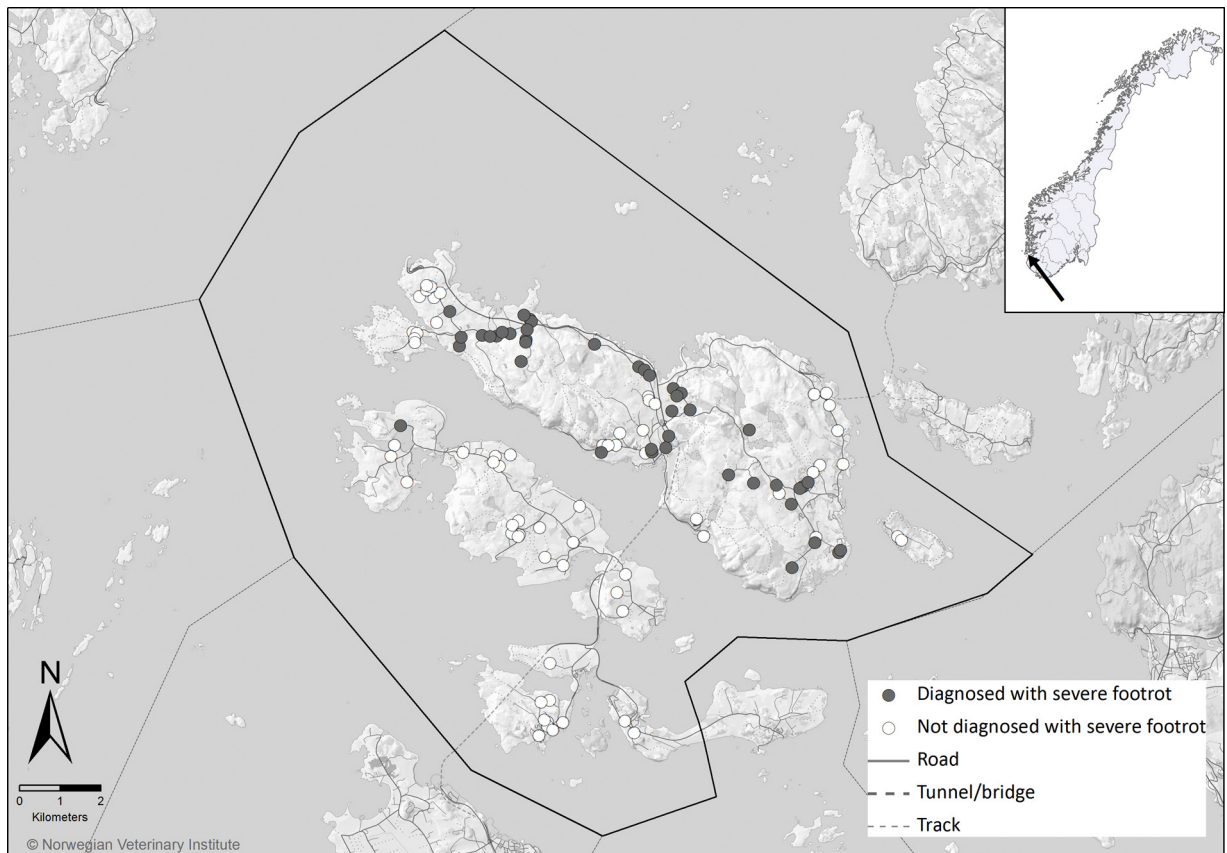 N
0 1 2
Kilometers
© Norwegian Veterinary Institute
Diagnosed with severe footrot
Not diagnosed with severe footrot
Road
Tunnel/bridge
Track